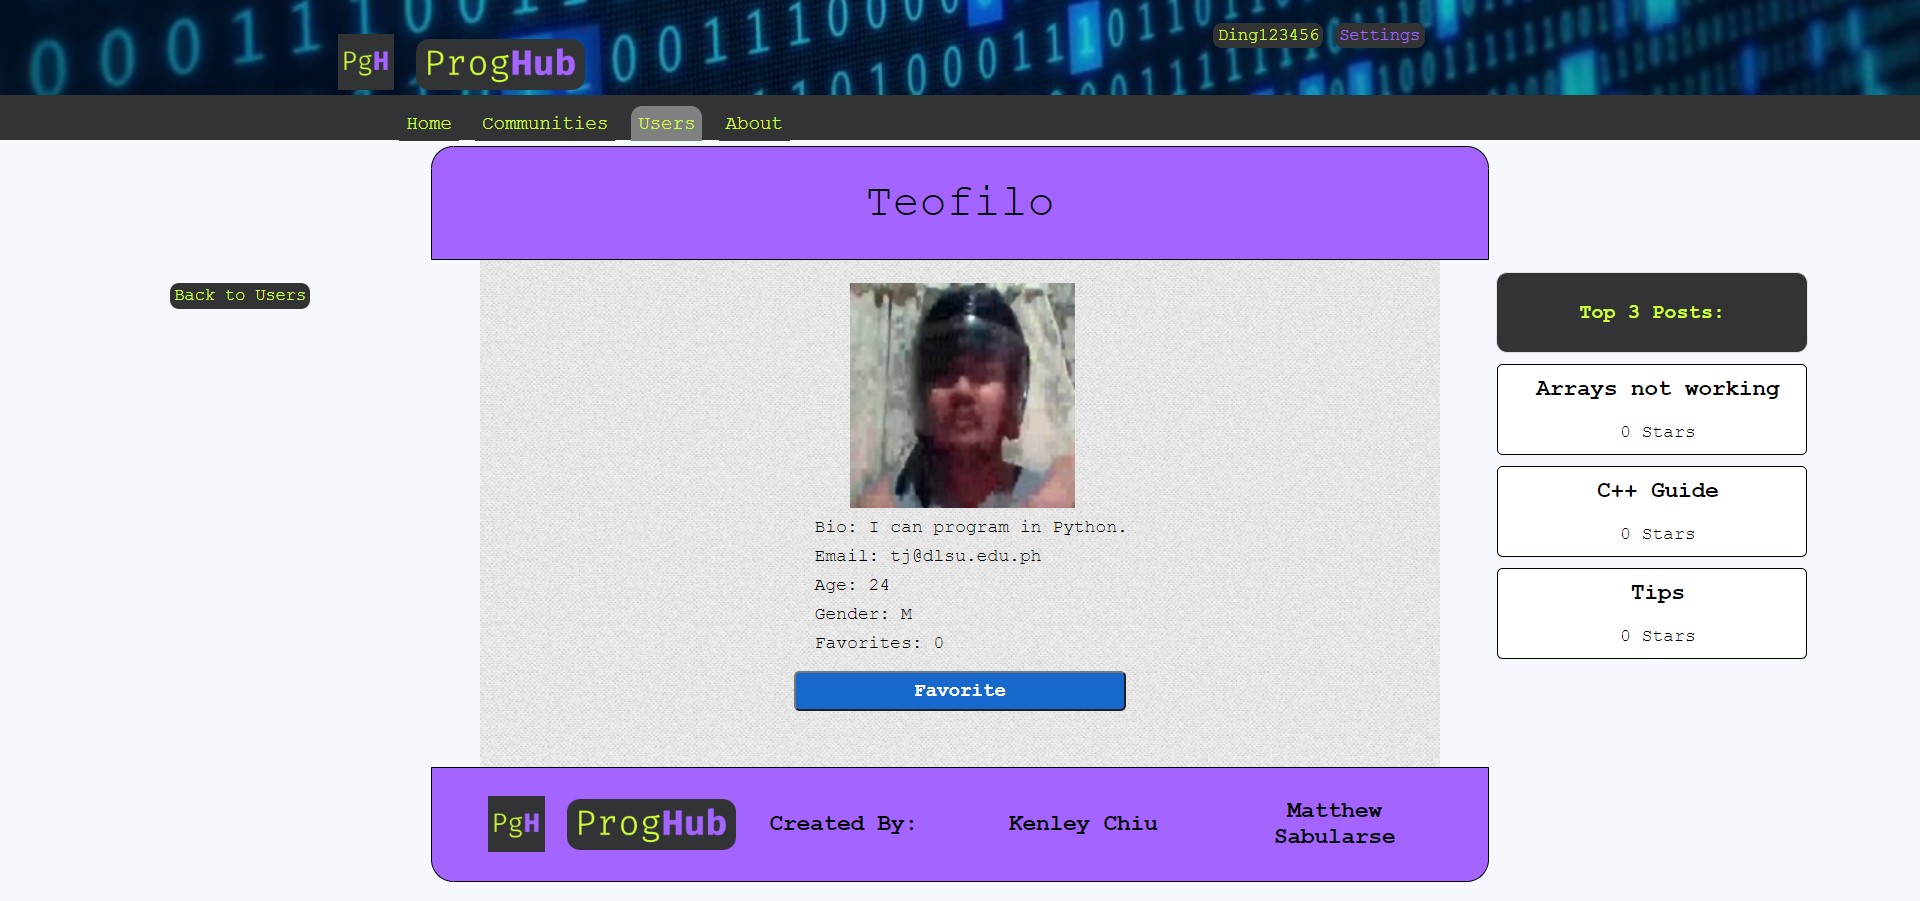 PgH
ProgHub
Ding123456 Settings
Home Communities Users About
Teofilo
Back to Users
Bio: I can program in Python.
Email: tj@dlsu.edu.ph
Age: 24
Gender: M
Favorites: 0
Favorite
Top 3 Posts:
Arrays not working
0 Stars
C++ Guide
0 Stars
Tips
0 Stars
PgH
ProgHub
Created By:
Kenley Chiu
Matthew
Sabularse